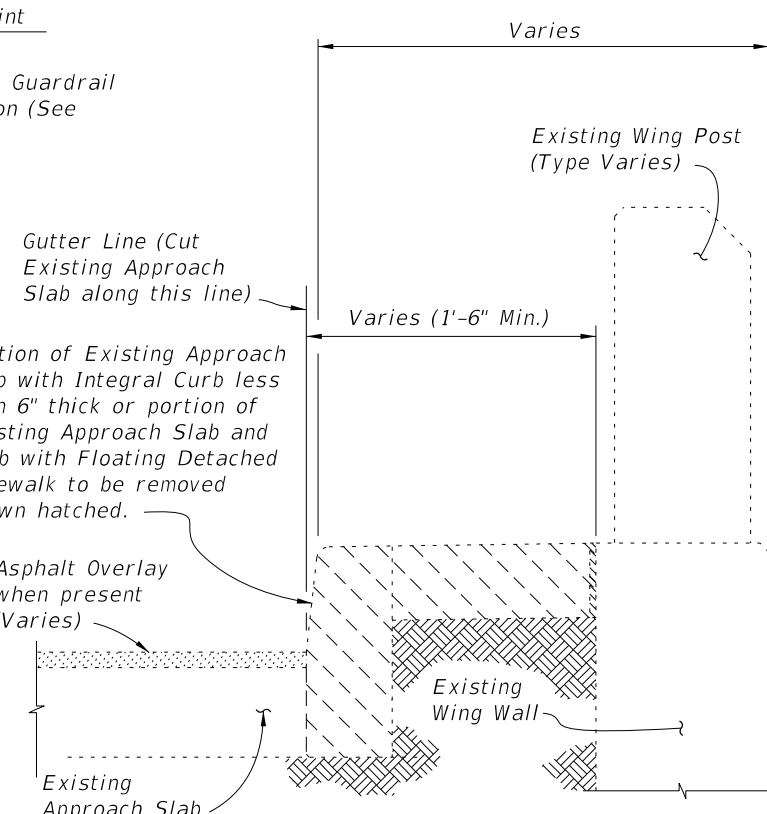 int
Guardrail
on (See
Varies
Existing Wing Post
(Type Varies)
Gutter Line (Cut
Existing Approach
Slab along this line)
Varies (1'-6" Min.)
tion of Existing Approach
b with Integral Curb less
n 6" thick or portion of
sting Approach Slab and
b with Floating Detached
ewalk to be removed
wn hatched.
Asphalt Overlay
when present
(Varies)
Existing
Wing Wall
Existing
Approach Slab